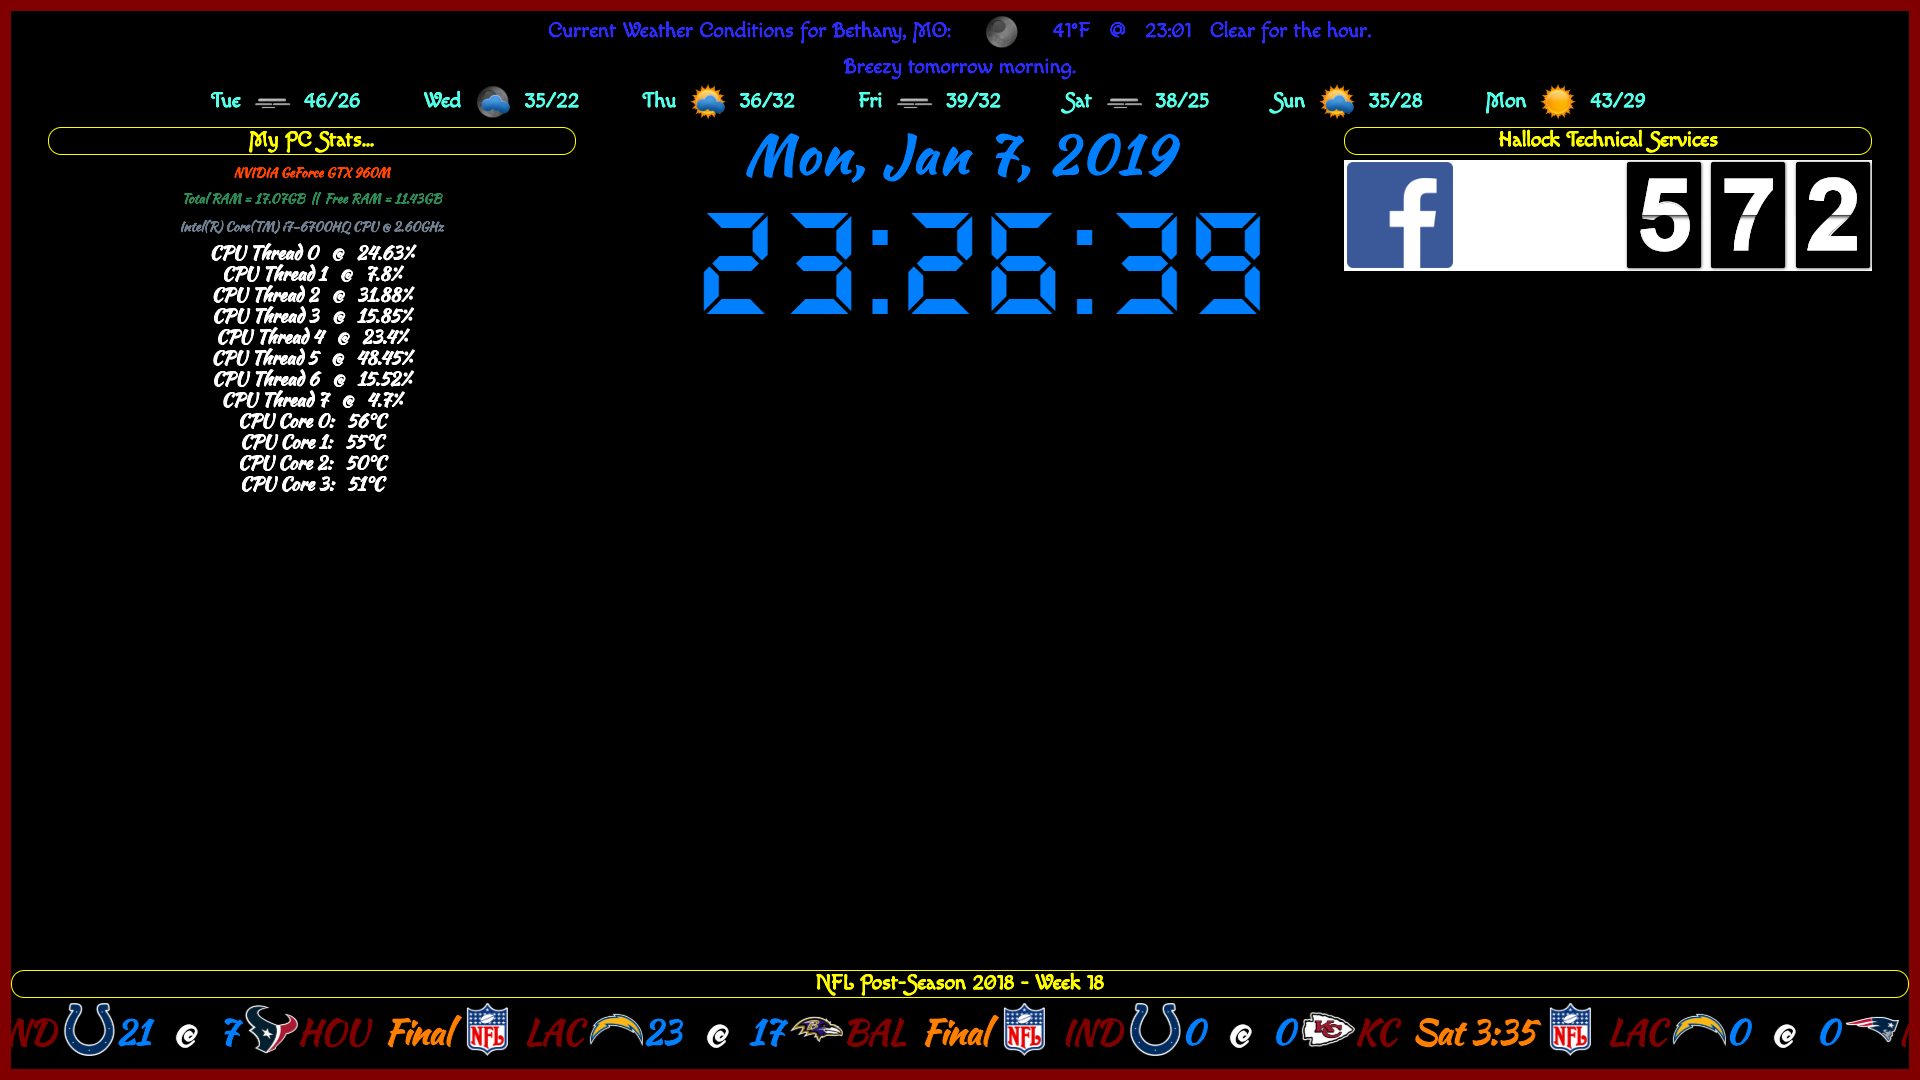 Current Weather Conditions for Bethany, MO: 41°F @ 23:01 Clear for the hour.
Breezy tomorrow morning.
Tue 46/26 Wed 35/22 Thu 36/32 Fri 39/32 Sat 38/25 Sun 35/28 Mon 43/29
My PC Stats...
NVIDIA GeForce GTX 960M
Total RAM = 17.07GB || Free RAM = 11.43GB
Intel(R) Core(TM) i7-6700HQ CPU @ 2.60GHz
CPU Thread 0 @ 24.63%
CPU Thread 1 @ 7.8%
CPU Thread 2 @ 31.88%
CPU Thread 3 @ 15.85%
CPU Thread 4 @ 23.4%
CPU Thread 5 @ 48.45%
CPU Thread 6 @ 15.52%
CPU Thread 7 @ 4.7%
CPU Core 0: 56°C
CPU Core 1: 55°C
CPU Core 2: 50°C
CPU Core 3: 51°C
Mon, Jan 7, 2019
23:26:39
Hallock Technical Services
f 572
NFL Post-Season 2018 - Week 18
ND 21 @ 7 HOU Final NFL LAC 23 @ 17 BAL Final NFL IND 0 @ 0 KC Sat 3:35 NFL LAC 0 @ 0